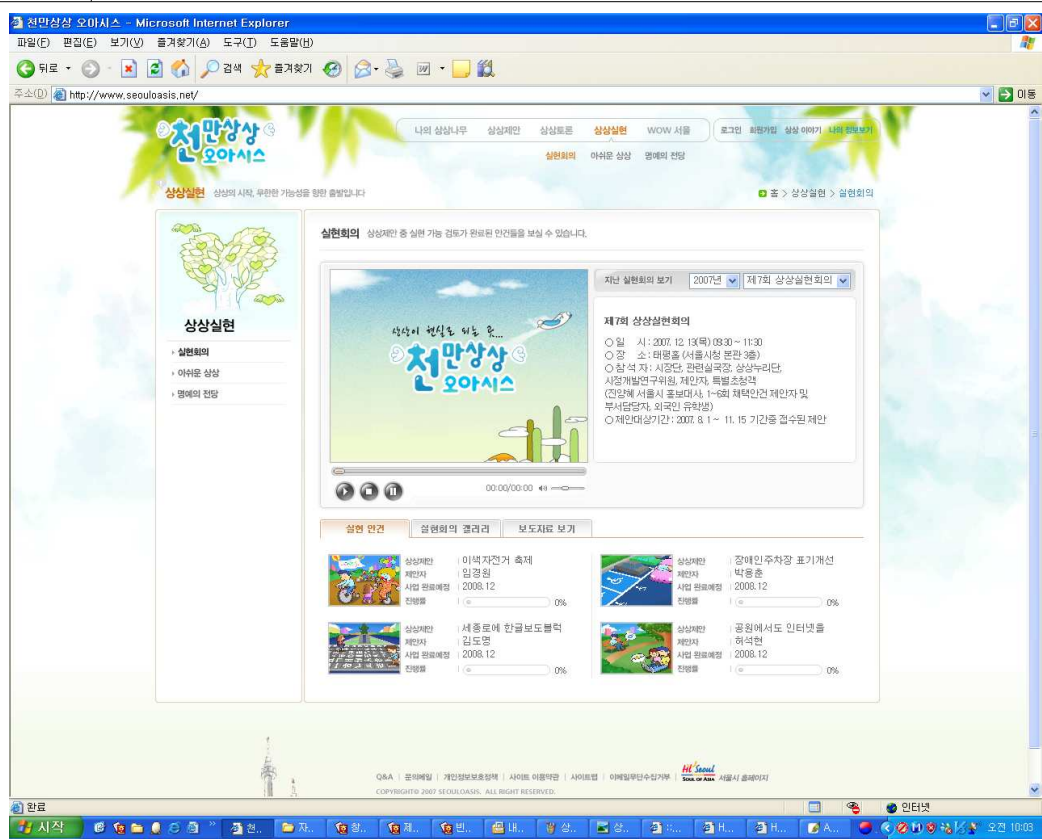 천만상상 오아시스 - Microsoft Internet Explorer
파일(F) 편집(E) 보기(V) 즐겨찾기(A) 도구(T) 도움말(H)
뒤로 검색 즐겨찾기
주소(D) http://www.seouloasis.net/ 이동
천만상상 오아시스
나의 상상나무 상상제안 상상토론 상상실현 WOW 서울 로그인 회원가입 상상 이야기 나의 정보보기
실현회의 아쉬운 상상 명예의 전당
상상실현 상상의 시작, 무한한 가능성을 향한 출발입니다
홈 > 상상실현 > 실현회의
상상실현
실현회의
아쉬운 상상
명예의 전당
실현회의 상상제안 중 실현 가능 검토가 완료된 안건들을 보실 수 있습니다.
상상이 현실로 되는 곳...
천만상상
오아시스
00:00/00:00
지난 실현회의 보기 2007년 제7회 상상실현회의
제7회 상상실현회의
○ 일 시 : 2007. 12. 13(목) 09:30 ~ 11:30
○ 장 소 : 태평홀 (서울시청 본관 3층)
○ 참 석 자 : 시장단, 관련실국장, 상상누리단,
시정개발연구위원, 제안자, 특별초청객
(진양혜 서울시 홍보대사, 1~6회 채택안건 제안자 및
부서담당자, 외국인 유학생)
○ 제안대상기간 : 2007. 8. 1 ~ 11. 15 기간중 접수된 제안
실현 안건 실현회의 갤러리 보도자료 보기
상상제안 이색자전거 축제
제안자 임경원
사업 완료예정 2008.12
진행률 0%
상상제안 장애인주차장 표기개선
제안자 박용춘
사업 완료예정 2008.12
진행률 0%
상상제안 세종로에 한글보도블럭
제안자 김도명
사업 완료예정 2008.12
진행률 0%
상상제안 공원에서도 인터넷을
제안자 허석현
사업 완료예정 2008.12
진행률 0%
Q&A | 문의메일 | 개인정보보호정책 | 사이트 이용약관 | 사이트맵 | 이메일무단수집거부 | Hi Seoul SOUL OF ASIA 서울시 홈페이지
COPYRIGHT© 2007 SEOULOASIS. ALL RIGHT RESERVED.
완료 인터넷
시작 천.. 자.. 창.. 제.. 빈.. 내.. 상.. 상.. ::... H... H... A... 오전 10:03